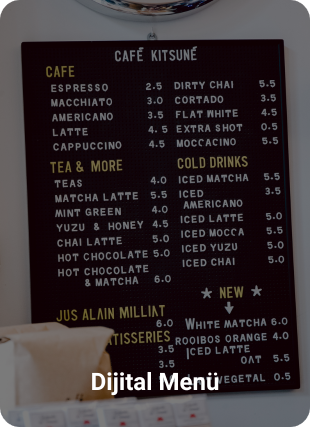 CAFÉ KITSUNÉ
CAFE
ESPRESSO 2.5
MACCHIATO 3.0
AMERICANO 3.5
LATTE 4.5
CAPPUCCINO 4.5
TEA & MORE
TEAS 4.0
MATCHA LATTE 5.5
MINT GREEN 4.0
YUZU & HONEY 4.5
CHAI LATTE 5.0
HOT CHOCOLATE 5.0
HOT CHOCOLATE
& MATCHA 6.0
JUS ALAIN MILLIAT
6.0
ATISSERIES
3.5
3.5
DIRTY CHAI 5.5
CORTADO 3.5
FLAT WHITE 4.5
EXTRA SHOT 0.5
MOCCACINO 5.5
COLD DRINKS
ICED MATCHA 5.5
ICED 3.5
AMERICANO
ICED LATTE 5.0
ICED MOCCA 5.5
ICED YUZU 5.0
ICED CHAI 5.0
NEW
WHITE MATCHA 6.0
ROOIBOS ORANGE 4.0
ICED LATTE
OAT 5.5
VEGETAL 0.5
Dijital Menü